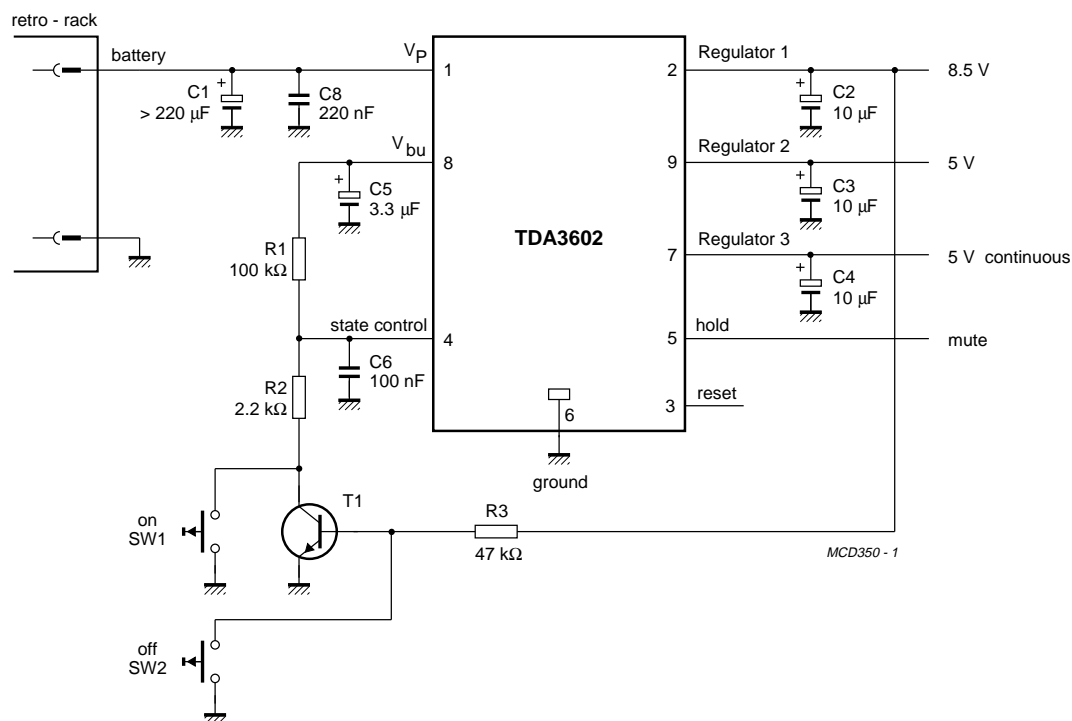 retro - rack
battery
VP
1
C1
> 220 μF
C8
220 nF
Vbu
8
C5
3.3 μF
R1
100 kΩ
state control
4
C6
100 nF
R2
2.2 kΩ
TDA3602
6
ground
2
Regulator 1
8.5 V
C2
10 μF
9
Regulator 2
5 V
C3
10 μF
7
Regulator 3
5 V continuous
C4
10 μF
5
hold
mute
3
reset
on
SW1
T1
R3
47 kΩ
MCD350 - 1
off
SW2